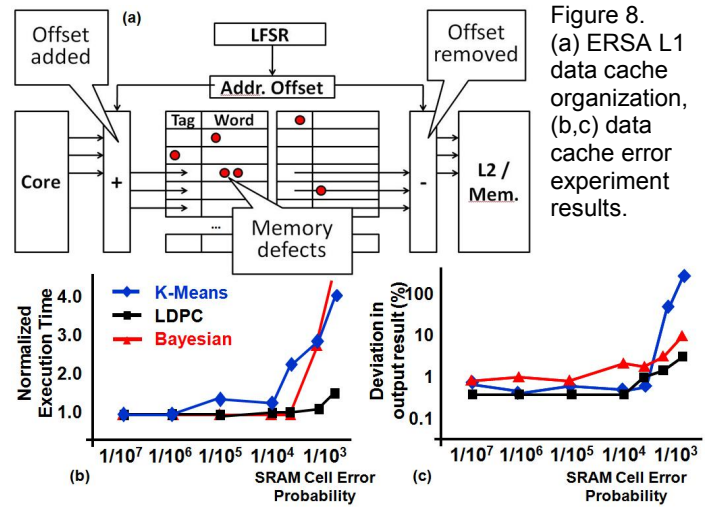 (a)
Offset
added
LFSR
Offset
removed
Addr. Offset
Tag Word
Core
+
-
L2 /
Mem.
...
Memory
defects
Figure 8.
(a) ERSA L1
data cache
organization,
(b,c) data
cache error
experiment
results.
Normalized
Execution Time
4.0
3.0
2.0
1.0
K-Means
LDPC
Bayesian
1/10⁷ 1/10⁶ 1/10⁵ 1/10⁴ 1/10³
(b)
SRAM Cell Error
Probability
Deviation in
output result (%)
100
10
1
0.1
1/10⁷ 1/10⁶ 1/10⁵ 1/10⁴ 1/10³
(c)
SRAM Cell Error
Probability